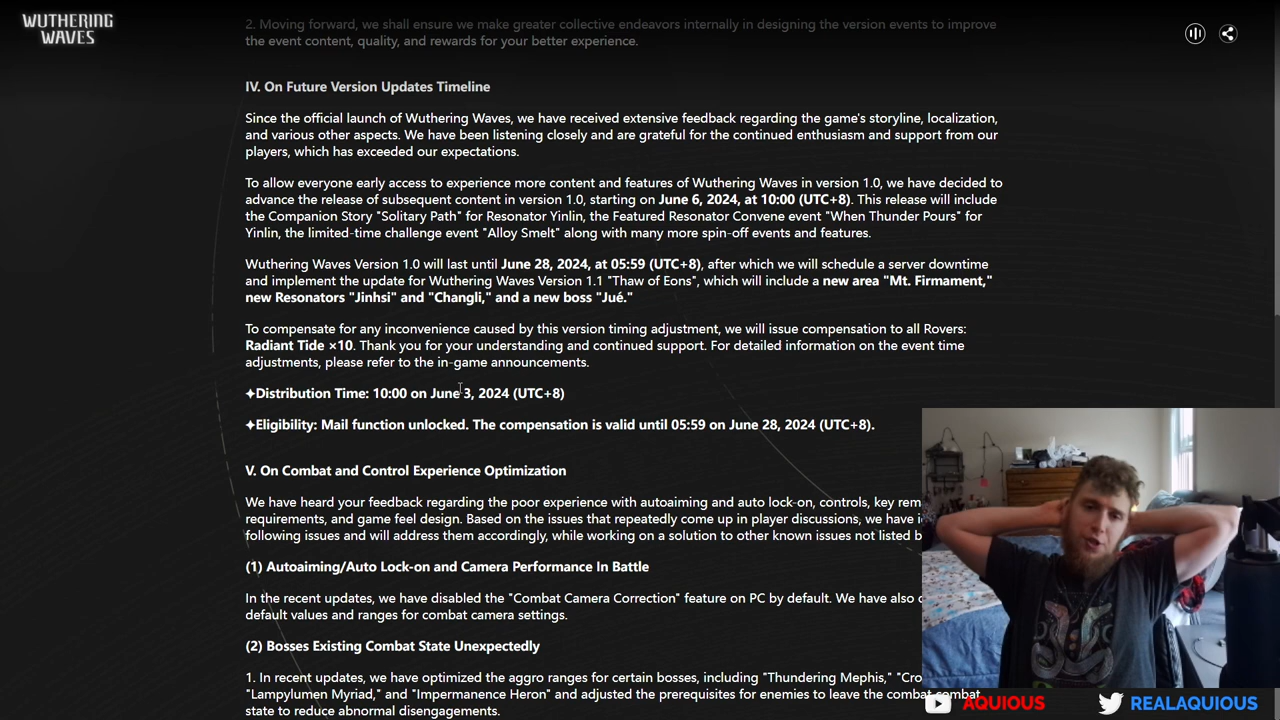 WUTHERING
WAVES
2. Moving forward, we shall ensure we make greater collective endeavors internally in designing the version events to improve
the event content, quality, and rewards for your better experience.
IV. On Future Version Updates Timeline
Since the official launch of Wuthering Waves, we have received extensive feedback regarding the game's storyline, localization,
and various other aspects. We have been listening closely and are grateful for the continued enthusiasm and support from our
players, which has exceeded our expectations.
To allow everyone early access to experience more content and features of Wuthering Waves in version 1.0, we have decided to
advance the release of subsequent content in version 1.0, starting on June 6, 2024, at 10:00 (UTC+8). This release will include
the Companion Story "Solitary Path" for Resonator Yinlin, the Featured Resonator Convene event "When Thunder Pours" for
Yinlin, the limited-time challenge event "Alloy Smelt" along with many more spin-off events and features.
Wuthering Waves Version 1.0 will last until June 28, 2024, at 05:59 (UTC+8), after which we will schedule a server downtime
and implement the update for Wuthering Waves Version 1.1 "Thaw of Eons", which will include a new area "Mt. Firmament,"
new Resonators "Jinhsi" and "Changli," and a new boss "Jué."
To compensate for any inconvenience caused by this version timing adjustment, we will issue compensation to all Rovers:
Radiant Tide ×10. Thank you for your understanding and continued support. For detailed information on the event time
adjustments, please refer to the in-game announcements.
✦Distribution Time: 10:00 on June 3, 2024 (UTC+8)
✦Eligibility: Mail function unlocked. The compensation is valid until 05:59 on June 28, 2024 (UTC+8).
V. On Combat and Control Experience Optimization
We have heard your feedback regarding the poor experience with autoaiming and auto lock-on, controls, key rem
requirements, and game feel design. Based on the issues that repeatedly come up in player discussions, we have i
following issues and will address them accordingly, while working on a solution to other known issues not listed b
(1) Autoaiming/Auto Lock-on and Camera Performance In Battle
In the recent updates, we have disabled the "Combat Camera Correction" feature on PC by default. We have also
default values and ranges for combat camera settings.
(2) Bosses Existing Combat State Unexpectedly
1. In recent updates, we have optimized the aggro ranges for certain bosses, including "Thundering Mephis," "Cro
"Lampylumen Myriad," and "Impermanence Heron" and adjusted the prerequisites for enemies to leave the combat combat
state to reduce abnormal disengagements.
AQUIOUS
REALAQUIOUS